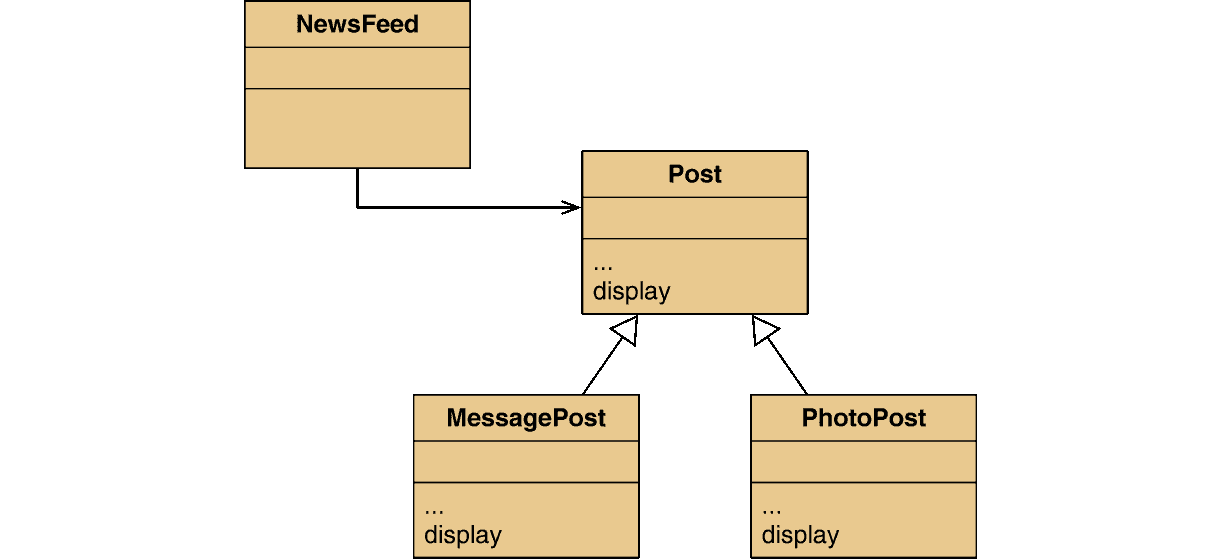 NewsFeed
Post
...
display
MessagePost
...
display
PhotoPost
...
display